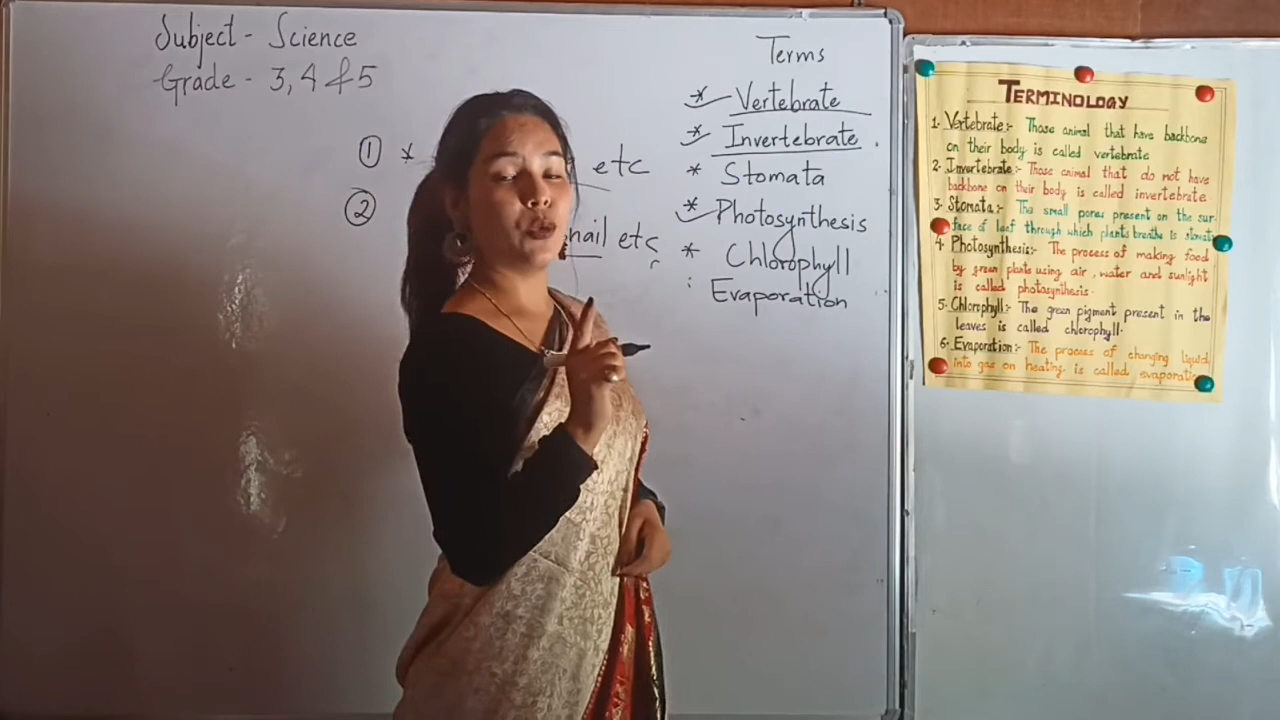 Subject - Science
Grade - 3, 4 & 5
① *
etc
②
snail etc
Terms
* Vertebrate
* Invertebrate
* Stomata
* Photosynthesis
* Chlorophyll
Evaporation
TERMINOLOGY
1. Vertebrate:- Those animal that have backbone
on their body is called vertebrate
2. Invertebrate:- Those animal that do not have
backbone on their body is called invertebrate.
3. Stomata:- The small pores present on the sur-
face of leaf through which plants breathe is stomata
4. Photosynthesis:- The process of making food
by green plants using air, water and sunlight
is called photosynthesis.
5. Chlorophyll:- The green pigment present in the
leaves is called chlorophyll.
6. Evaporation:- The process of changing liquid
into gas on heating is called evaporation